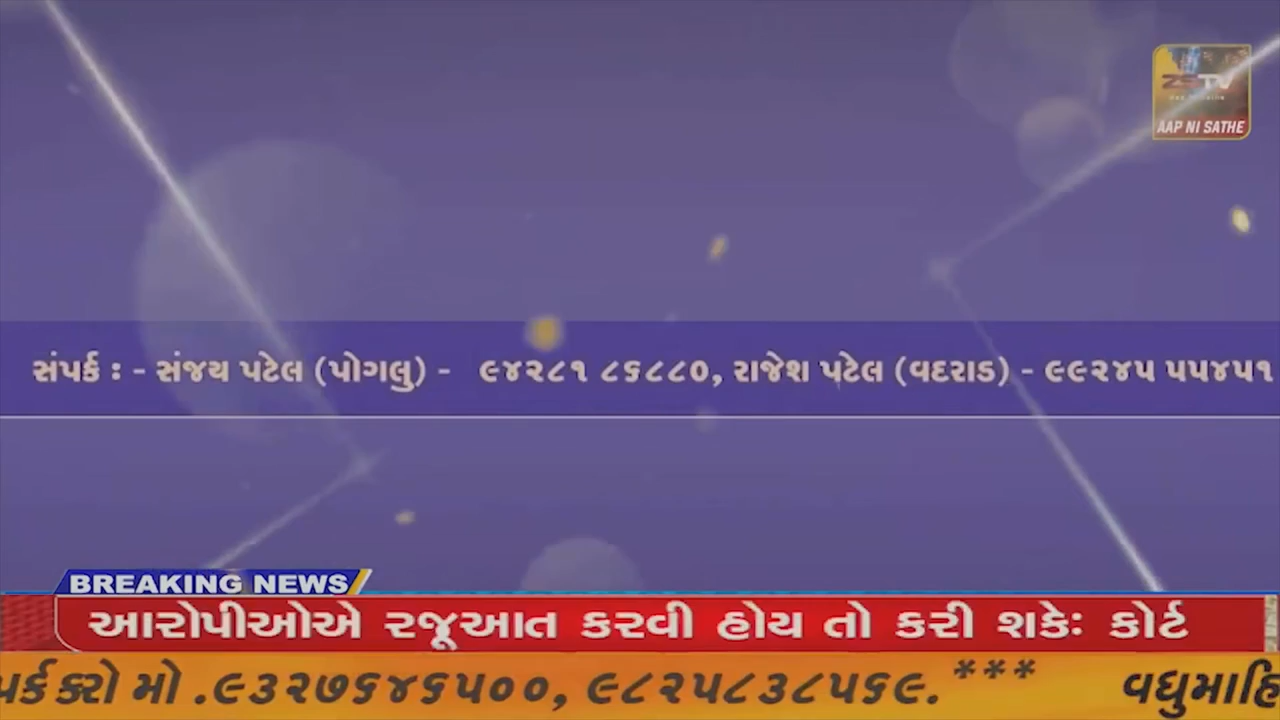 ZSTV
AAP NI SATHE
સંપર્ક : - સંજય પટેલ (પોગલુ) - ૯૪૨૮૧ ૮૬૮૮૦, રાજેશ પટેલ (વદરાડ) - ૯૯૨૪૫ ૫૫૪૫૧
BREAKING NEWS
આરોપીઓએ રજૂઆત કરવી હોય તો કરી શકેઃ કોર્ટ
કરો મો .૯૩૨૭૬૪૬૫૦૦, ૯૮૨૫૮૩૮૫૬૯. ***